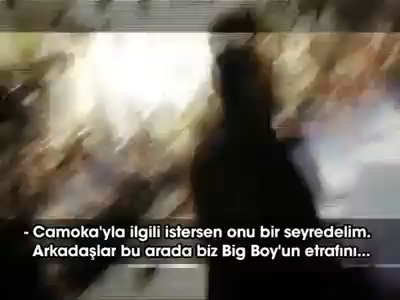 - Camoka'yla ilgili istersen onu bir seyredelim.
Arkadaşlar bu arada biz Big Boy'un etrafını...